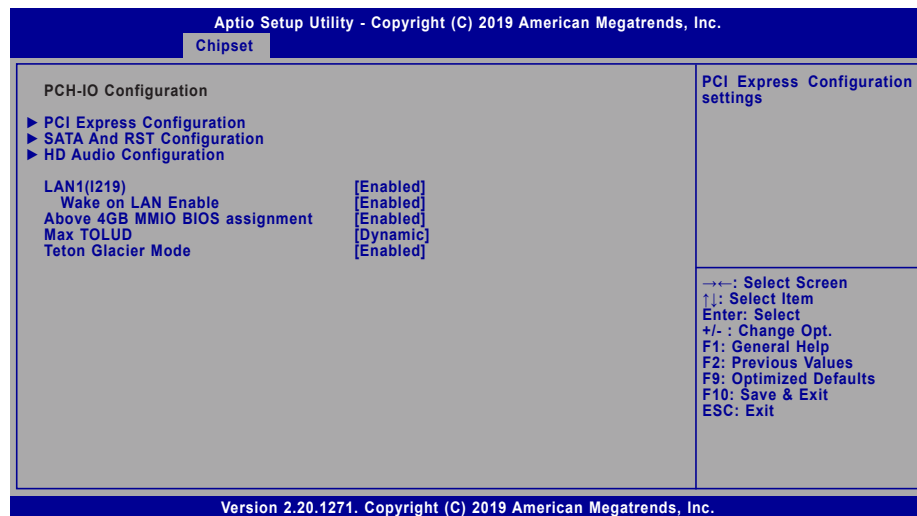 Aptio Setup Utility - Copyright (C) 2019 American Megatrends, Inc.
Chipset
PCH-IO Configuration
► PCI Express Configuration
► SATA And RST Configuration
► HD Audio Configuration
LAN1(I219) [Enabled]
Wake on LAN Enable [Enabled]
Above 4GB MMIO BIOS assignment [Enabled]
Max TOLUD [Dynamic]
Teton Glacier Mode [Enabled]
PCI Express Configuration
settings
→←: Select Screen
↑↓: Select Item
Enter: Select
+/- : Change Opt.
F1: General Help
F2: Previous Values
F9: Optimized Defaults
F10: Save & Exit
ESC: Exit
Version 2.20.1271. Copyright (C) 2019 American Megatrends, Inc.